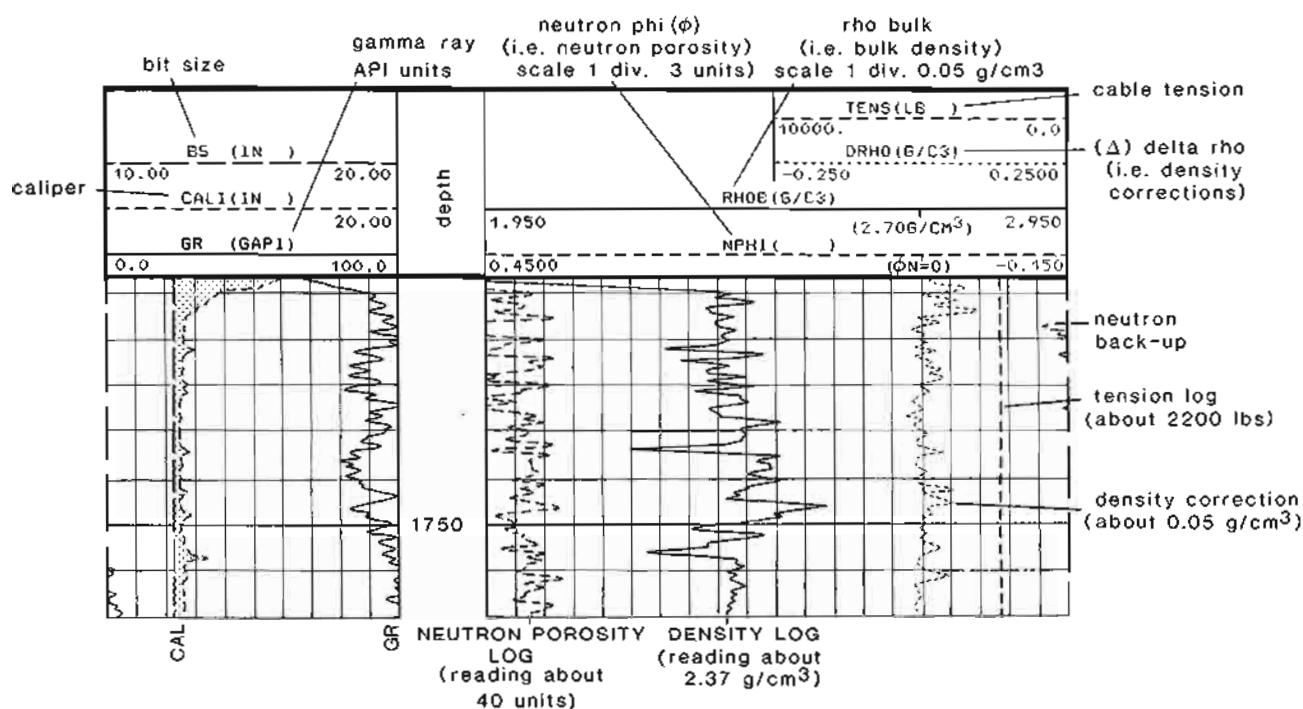 neutron phi (ϕ)
(i.e. neutron porosity)
scale 1 div. 3 units)
rho bulk
(i.e. bulk density)
scale 1 div. 0.05 g/cm3
gamma ray
API units
bit size
cable tension
caliper
(Δ) delta rho
(i.e. density
corrections)
BS (IN )
10.00 20.00
CALI(IN )
20.00
GR (GAPI)
0.0 100.0
depth
TENS(LB )
10000. 0.0
DRHO(G/C3)
-0.250 0.2500
RHOB(G/C3)
1.950 (2.70G/CM3) 2.950
NPHI( )
0.4500 (ϕN=0) -0.150
neutron
back-up
tension log
(about 2200 lbs)
density correction
(about 0.05 g/cm3)
1750
CAL
GR
NEUTRON POROSITY
LOG
(reading about
40 units)
DENSITY LOG
(reading about
2.37 g/cm3)